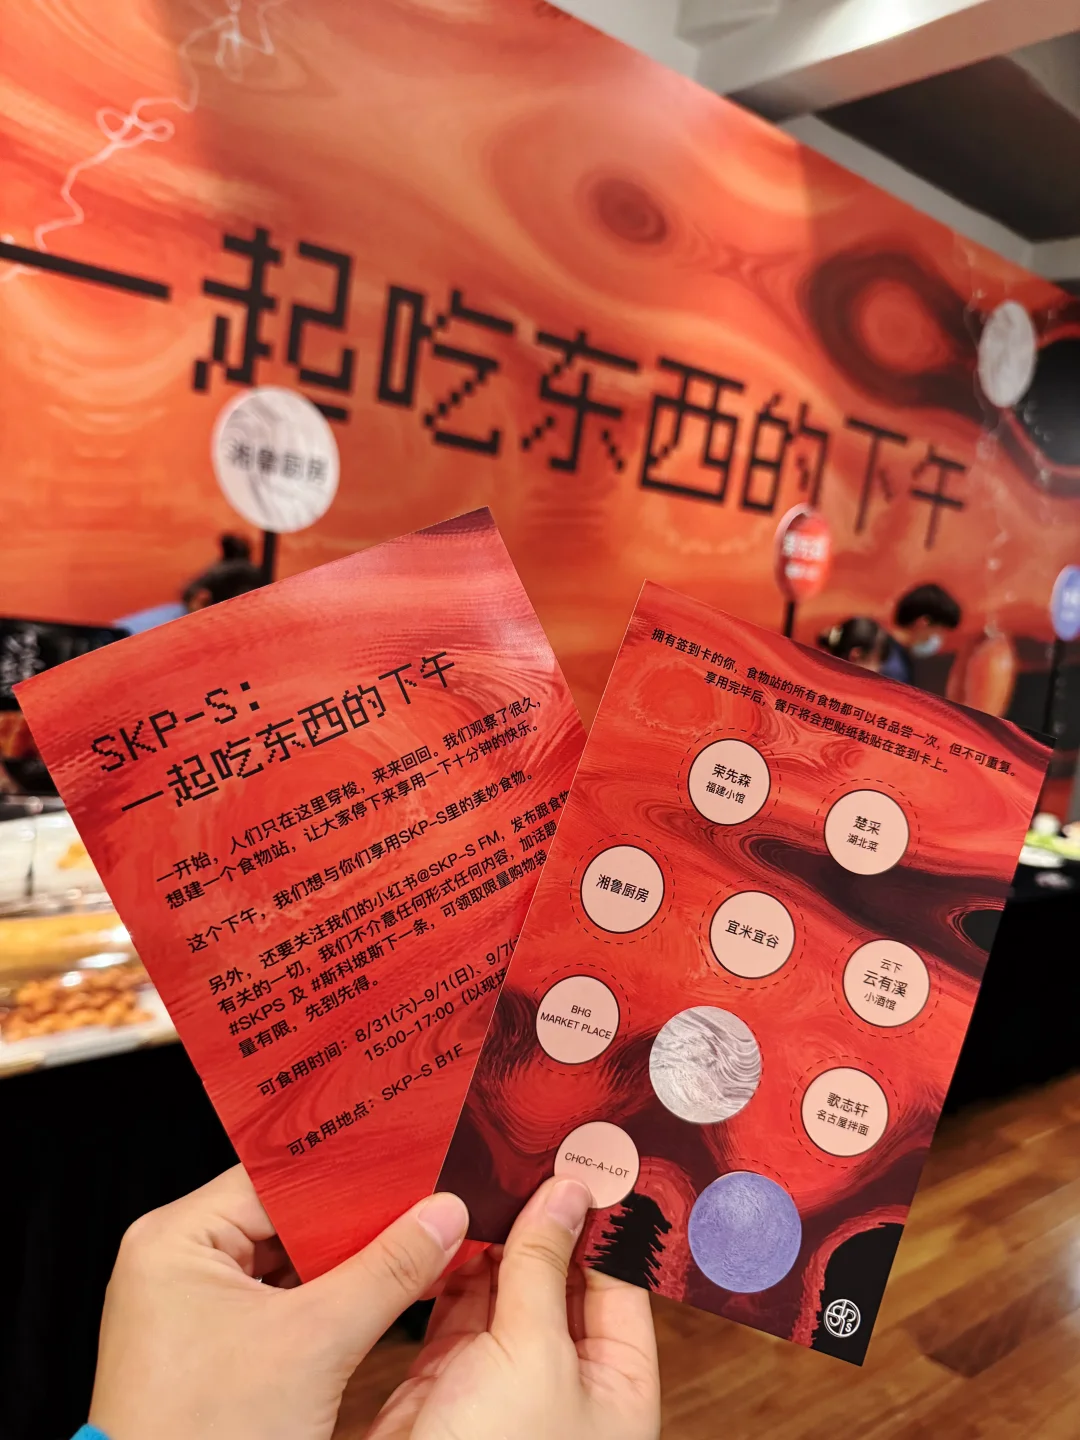 一起吃东西的下午
湘鲁厨房
SKP-S:
一起吃东西的下午
一开始，人们只在这里穿梭，来来回回。我们观察了很久，
想建一个食物站，让大家停下来享用一下十分钟的快乐。
这个下午，我们想与你们享用SKP-S里的美妙食物。
另外，还要关注我们的小红书@SKP-S FM，发布跟食物
有关的一切，我们不介意任何形式任何内容，加话题
#SKPS 及 #斯科坡斯下一条，可领取限量购物袋
量有限，先到先得。
可食用时间：8/31(六)–9/1(日)、9/7(
15:00–17:00（以现场
可食用地点：SKP-S B1F
拥有签到卡的你，食物站的所有食物都可以各品尝一次，但不可重复。
享用完毕后，餐厅将会把贴纸黏贴在签到卡上。
荣先森
福建小馆
楚采
湖北菜
湘鲁厨房
宜米宜谷
云下
云有溪
小酒馆
BHG
MARKET PLACE
歌志轩
名古屋拌面
CHOC-A-LOT